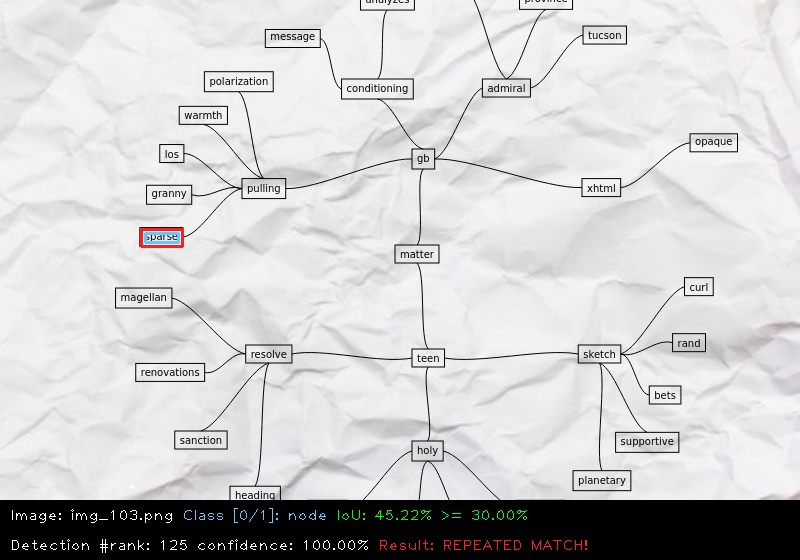 analyzes
province
message
tucson
conditioning
admiral
polarization
warmth
los
gb
opaque
pulling
xhtml
granny
sparse
matter
magellan
curl
rand
resolve
teen
sketch
renovations
bets
sanction
supportive
holy
planetary
heading
Image: img_103.png Class [0/1]: node IoU: 45.22% >= 30.00%
Detection #rank: 125 confidence: 100.00% Result: REPEATED MATCH!